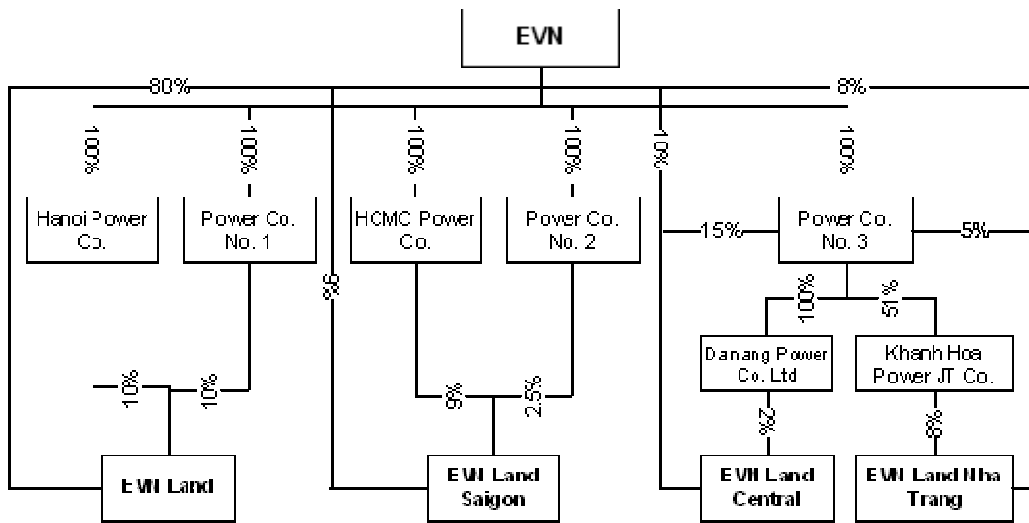 EVN
80%
8%
100%
100%
100%
100%
10%
100%
Hanoi Power
Co.
Power Co.
No. 1
HCMC Power
Co.
Power Co.
No. 2
15%
Power Co.
No. 3
5%
100%
51%
Danang Power
Co. Ltd
Khanh Hoa
Power JT Co.
10%
10%
9%
2.5%
2%
EVN Land
EVN Land
Saigon
EVN Land
Central
EVN Land Nha
Trang